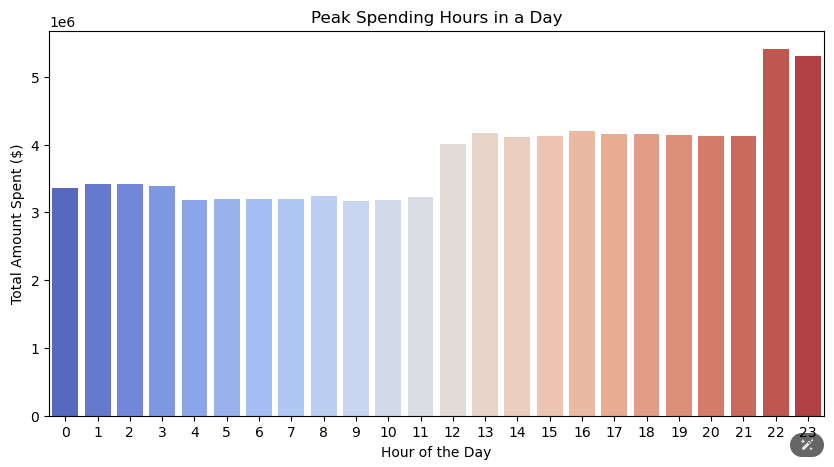 Peak Spending Hours in a Day
1e6
5
4
3
2
1
0
Total Amount Spent ($)
0 1 2 3 4 5 6 7 8 9 10 11 12 13 14 15 16 17 18 19 20 21 22 23
Hour of the Day